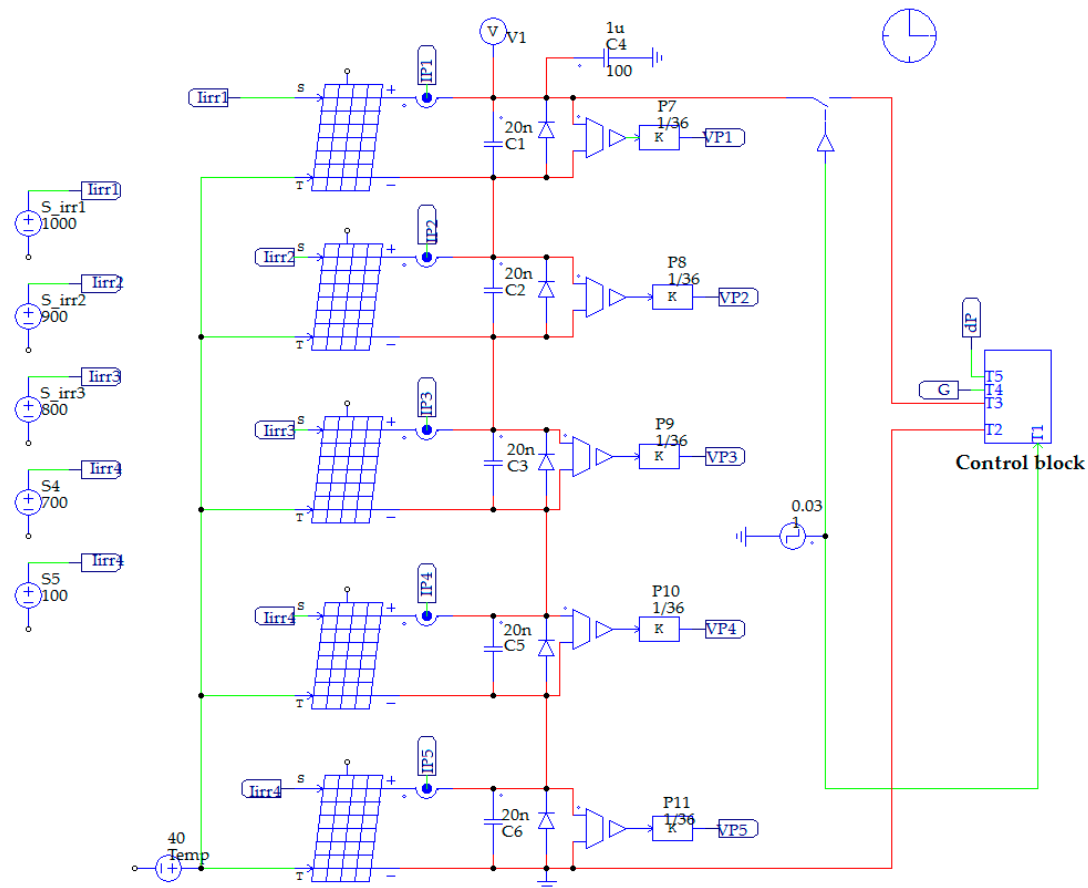 V
V1
1u
C4
100
IP1
Iirr1
S
+
P7
1/36
20n
C1
K
VP1
T
−
Iirr1
S_irr1
1000
IP2
Iirr2
S
+
P8
1/36
20n
C2
K
VP2
T
−
Iirr2
S_irr2
900
dP
IP3
Iirr3
S_irr3
800
T5
G
T4
T3
T2
T1
Control block
Iirr3
S
+
P9
1/36
20n
C3
K
VP3
T
−
Iirr4
S4
700
0.03
1
IP4
Iirr4
S5
100
Iirr4
S
+
P10
1/36
20n
C5
K
VP4
T
−
IP5
Iirr4
S
+
P11
1/36
20n
C6
K
VP5
40
Temp
T
−